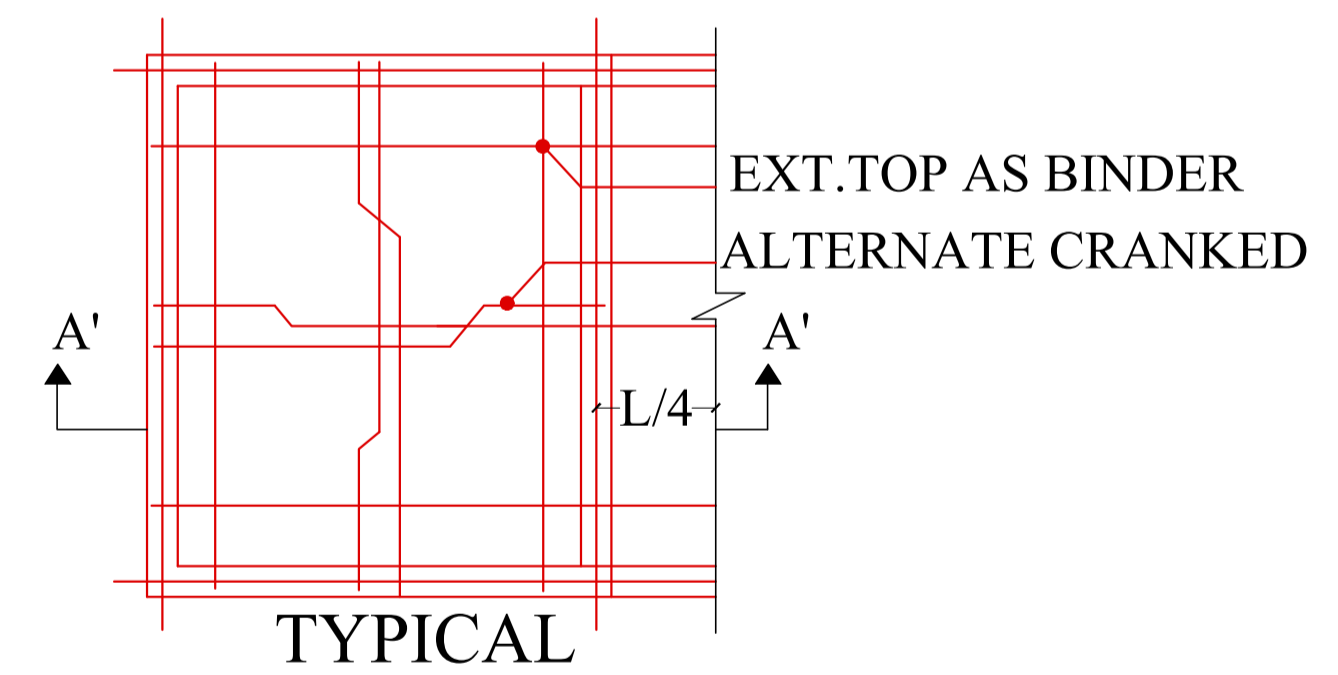 EXT.TOP AS BINDER
ALTERNATE CRANKED
A'
A'
L/4
TYPICAL